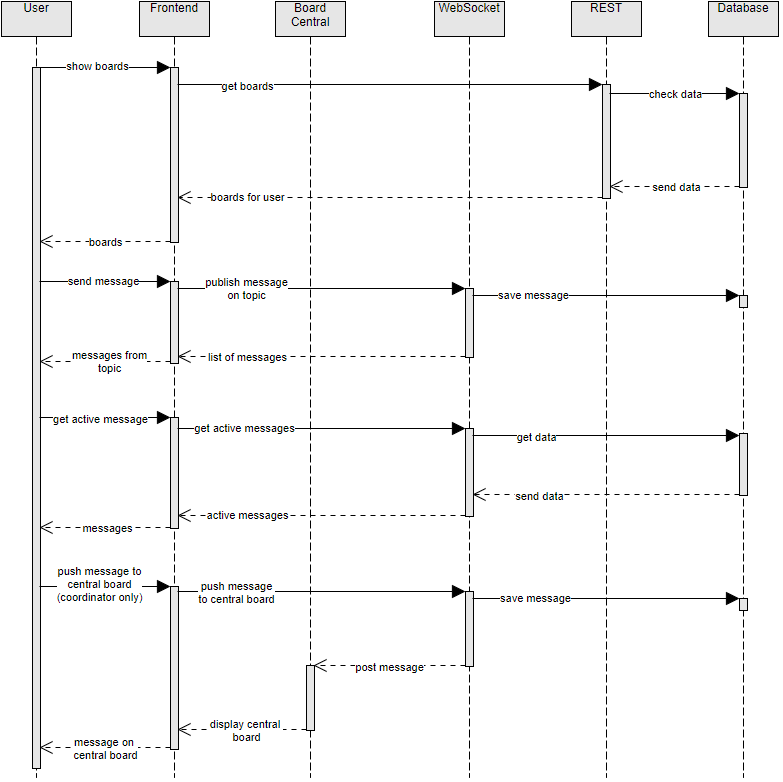 User
Frontend
Board
Central
WebSocket
REST
Database
show boards
get boards
check data
send data
boards for user
boards
send message
publish message
on topic
save message
list of messages
messages from
topic
get active message
get active messages
get data
send data
active messages
messages
push message to
central board
(coordinator only)
push message
to central board
save message
post message
display central
board
message on
central board